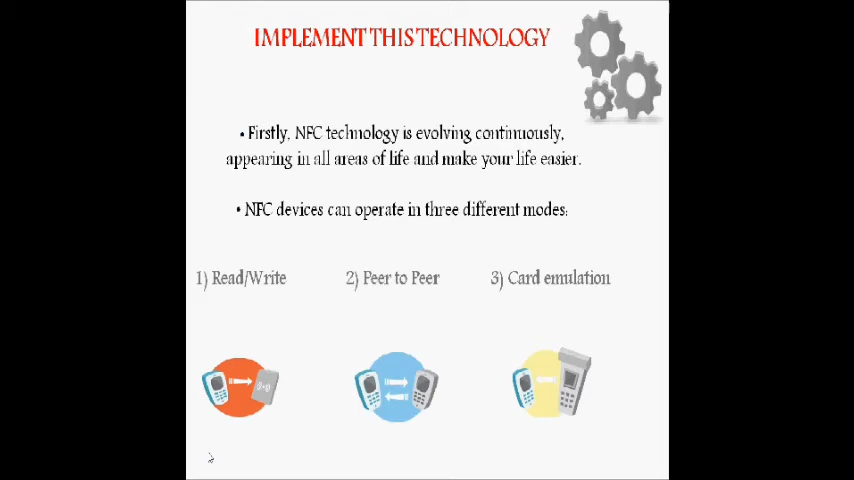 IMPLEMENT THIS TECHNOLOGY
• Firstly, NFC technology is evolving continuously,
appearing in all areas of life and make your life easier.
• NFC devices can operate in three different modes:
1) Read/Write
2) Peer to Peer
3) Card emulation